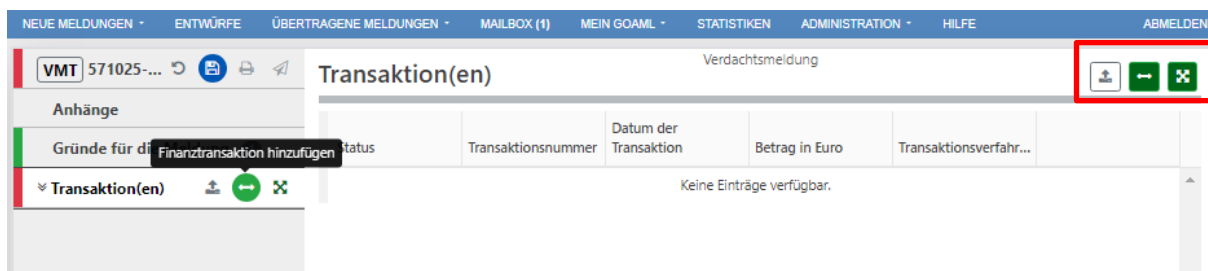 NEUE MELDUNGEN ENTWÜRFE ÜBERTRAGENE MELDUNGEN MAILBOX (1) MEIN GOAML STATISTIKEN ADMINISTRATION HILFE ABMELDEN
VMT 571025-...
Transaktion(en)
Verdachtsmeldung
Anhänge
Gründe für di
Finanztransaktion hinzufügen
Status Transaktionsnummer Datum der Transaktion Betrag in Euro Transaktionsverfahr...
Transaktion(en)
Keine Einträge verfügbar.